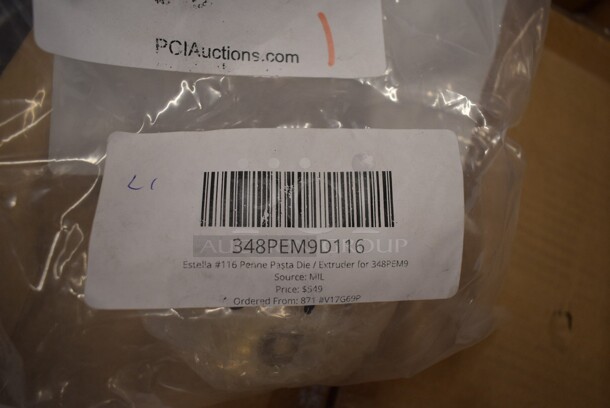 PCIAuctions.com
348PEM9D116
Estella #116 Penne Pasta Die / Extruder for 348PEM9
Source: MIL
Price: $549
Ordered From: 871 #V17G69P